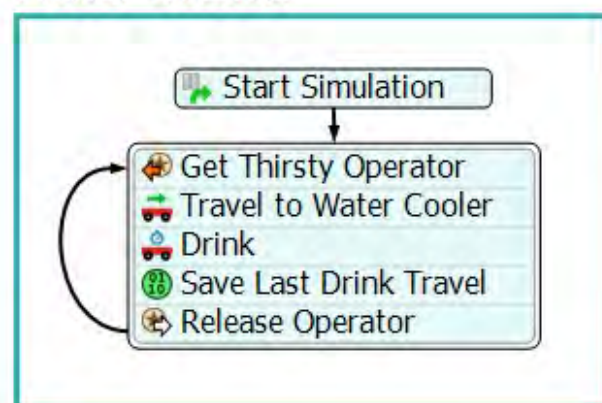 Start Simulation
Get Thirsty Operator
Travel to Water Cooler
Drink
Save Last Drink Travel
Release Operator